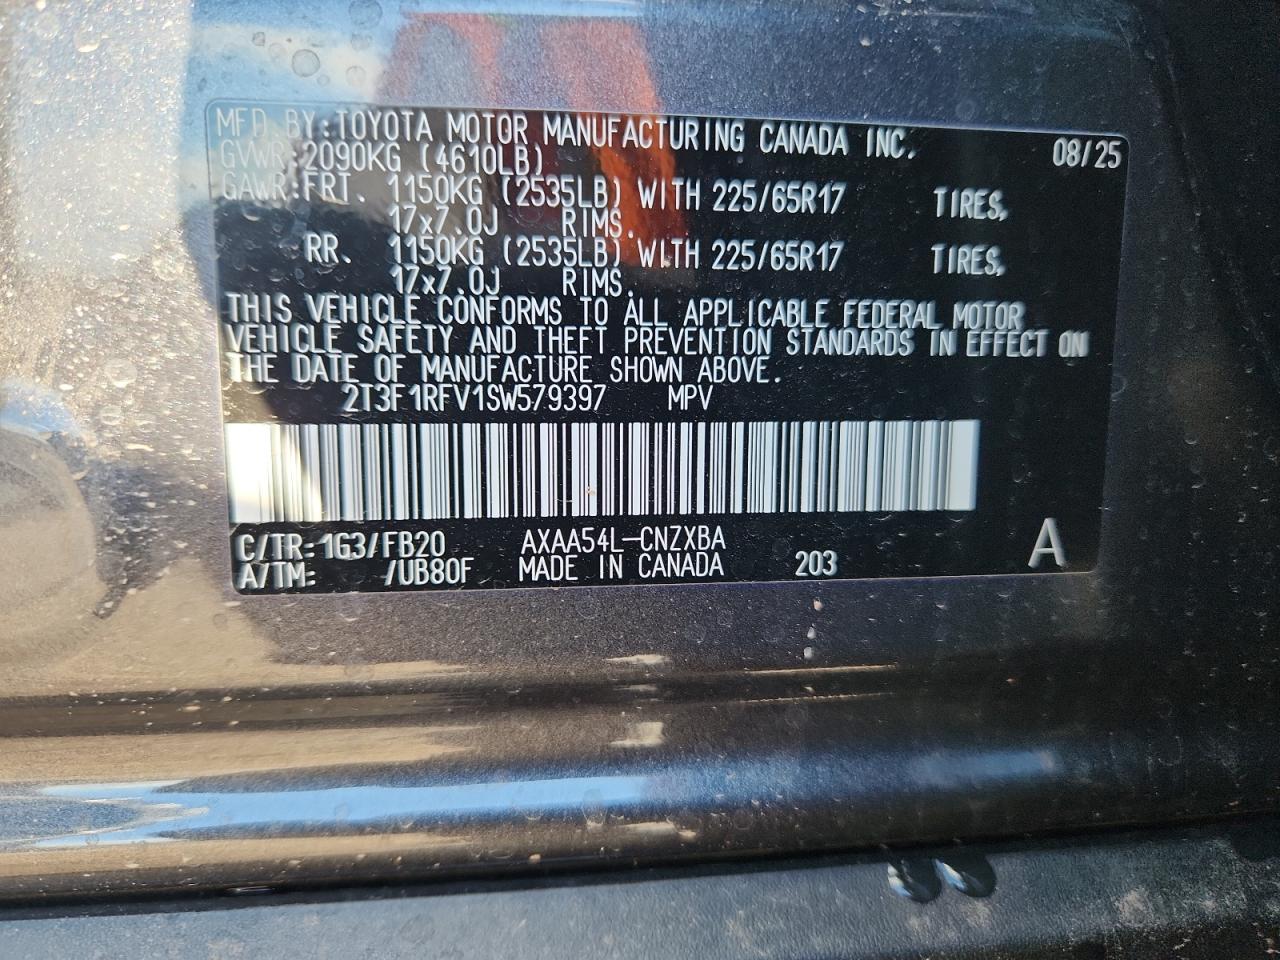 MFD BY:TOYOTA MOTOR MANUFACTURING CANADA INC. 08/25
GVWR:2090KG (4610LB)
GAWR:FRT. 1150KG (2535LB) WITH 225/65R17 TIRES,
17x7.0J RIMS.
RR. 1150KG (2535LB) WITH 225/65R17 TIRES,
17x7.0J RIMS.
THIS VEHICLE CONFORMS TO ALL APPLICABLE FEDERAL MOTOR
VEHICLE SAFETY AND THEFT PREVENTION STANDARDS IN EFFECT ON
THE DATE OF MANUFACTURE SHOWN ABOVE.
2T3F1RFV1SW579397 MPV
C/TR:1G3/FB20 AXAA54L-CNZXBA
A/TM: /UB80F MADE IN CANADA 203 A